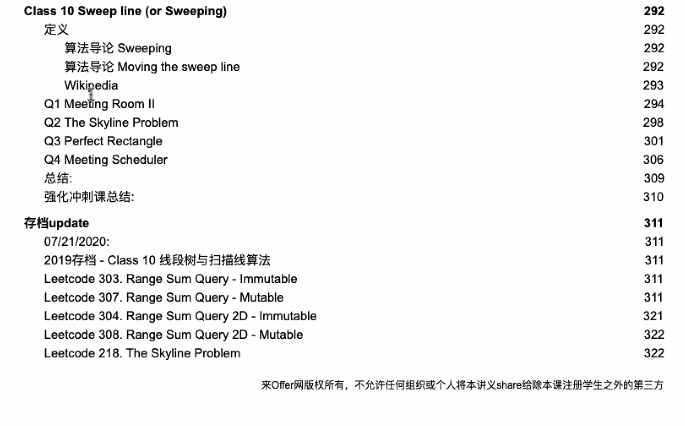 Class 10 Sweep line (or Sweeping) 292
定义 292
算法导论 Sweeping 292
算法导论 Moving the sweep line 292
Wikipedia 293
Q1 Meeting Room II 294
Q2 The Skyline Problem 298
Q3 Perfect Rectangle 301
Q4 Meeting Scheduler 306
总结: 309
强化冲刺课总结: 310
存档update 311
07/21/2020: 311
2019存档 - Class 10 线段树与扫描线算法 311
Leetcode 303. Range Sum Query - Immutable 311
Leetcode 307. Range Sum Query - Mutable 311
Leetcode 304. Range Sum Query 2D - Immutable 321
Leetcode 308. Range Sum Query 2D - Mutable 322
Leetcode 218. The Skyline Problem 322
来Offer网版权所有，不允许任何组织或个人将本讲义share给除本课注册学生之外的第三方